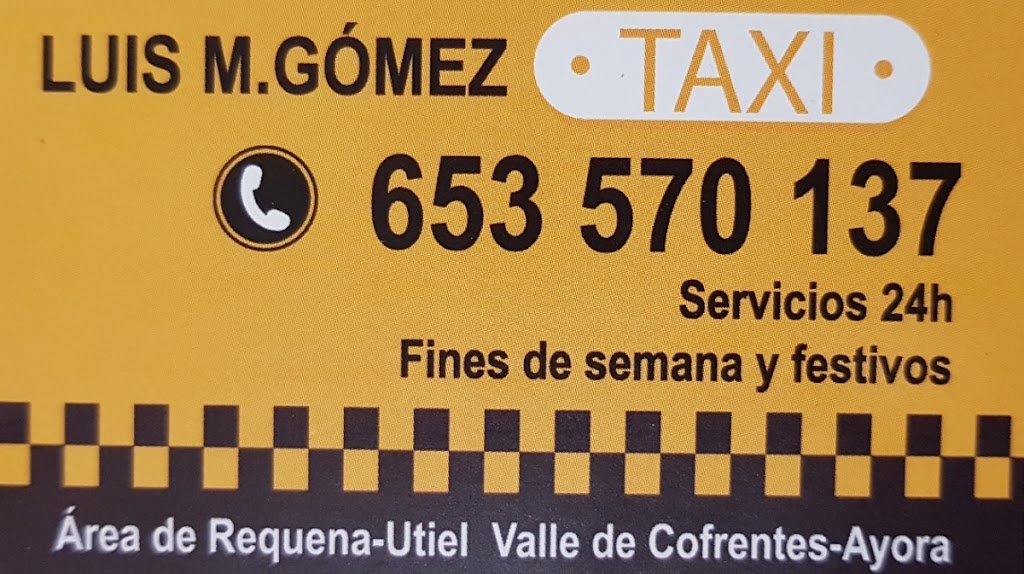 LUIS M.GÓMEZ TAXI
653 570 137
Servicios 24h
Fines de semana y festivos
Área de Requena-Utiel Valle de Cofrentes-Ayora